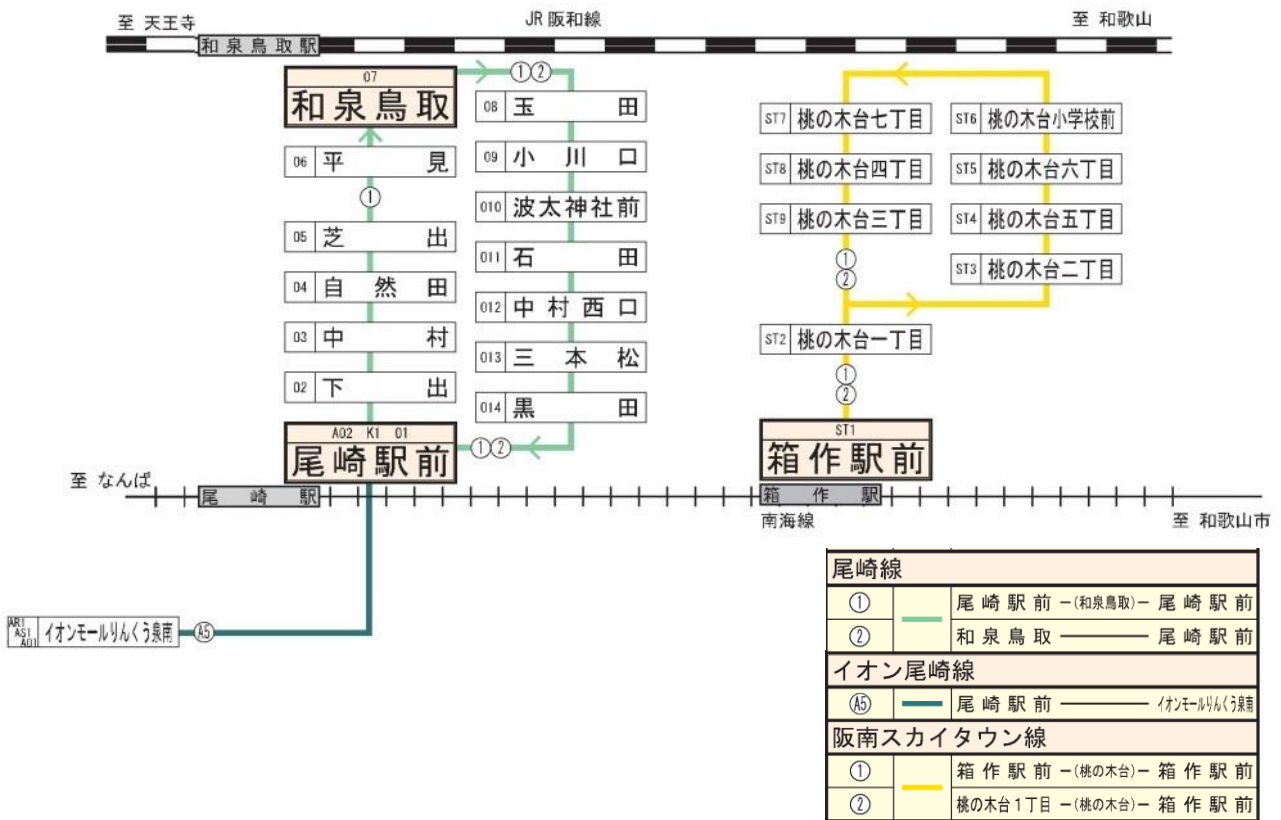 至 天王寺
JR 阪和線
至 和歌山
和泉鳥取駅
07
和泉鳥取
①②
08 玉田
09 小川口
010 波太神社前
011 石田
012 中村西口
013 三本松
014 黒田
①②
06 平見
①
05 芝出
04 自然田
03 中村
02 下出
A02 K1 01
尾崎駅前
ST7 桃の木台七丁目
ST8 桃の木台四丁目
ST9 桃の木台三丁目
①
②
ST6 桃の木台小学校前
ST5 桃の木台六丁目
ST4 桃の木台五丁目
ST3 桃の木台二丁目
ST2 桃の木台一丁目
①
②
ST1
箱作駅前
至 なんば
尾崎駅
箱作駅
南海線
至 和歌山市
AR1
AS1
A01
イオンモールりんくう泉南
A5
尾崎線
① 尾崎駅前 −(和泉鳥取)− 尾崎駅前
② 和泉鳥取 ――― 尾崎駅前
イオン尾崎線
A5 尾崎駅前 ――― イオンモールりんくう泉南
阪南スカイタウン線
① 箱作駅前 −(桃の木台)− 箱作駅前
② 桃の木台1丁目 −(桃の木台)− 箱作駅前